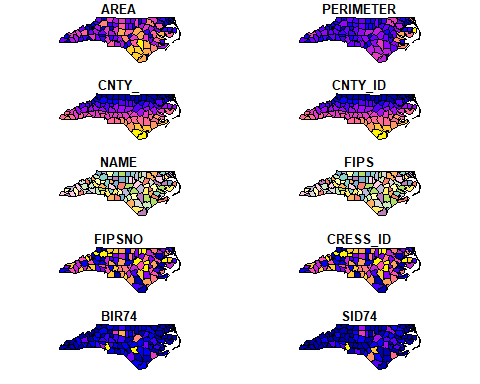 AREA
PERIMETER
CNTY_
CNTY_ID
NAME
FIPS
FIPSNO
CRESS_ID
BIR74
SID74